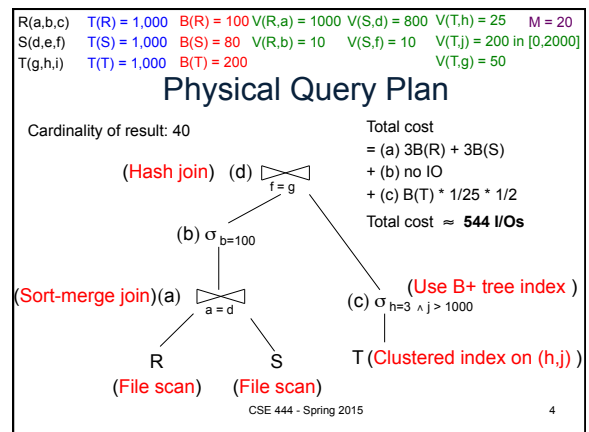 R(a,b,c) T(R) = 1,000 B(R) = 100 V(R,a) = 1000 V(S,d) = 800 V(T,h) = 25 M = 20
S(d,e,f) T(S) = 1,000 B(S) = 80 V(R,b) = 10 V(S,f) = 10 V(T,j) = 200 in [0,2000]
T(g,h,i) T(T) = 1,000 B(T) = 200 V(T,g) = 50
Physical Query Plan
Cardinality of result: 40
Total cost
= (a) 3B(R) + 3B(S)
+ (b) no IO
+ (c) B(T) * 1/25 * 1/2
Total cost ≈ 544 I/Os
(Hash join) (d)
f = g
(b) σ b=100
(Sort-merge join)(a)
a = d
(Use B+ tree index )
(c) σ h=3 ∧ j > 1000
R
S
T (Clustered index on (h,j) )
(File scan)
(File scan)
CSE 444 - Spring 2015
4